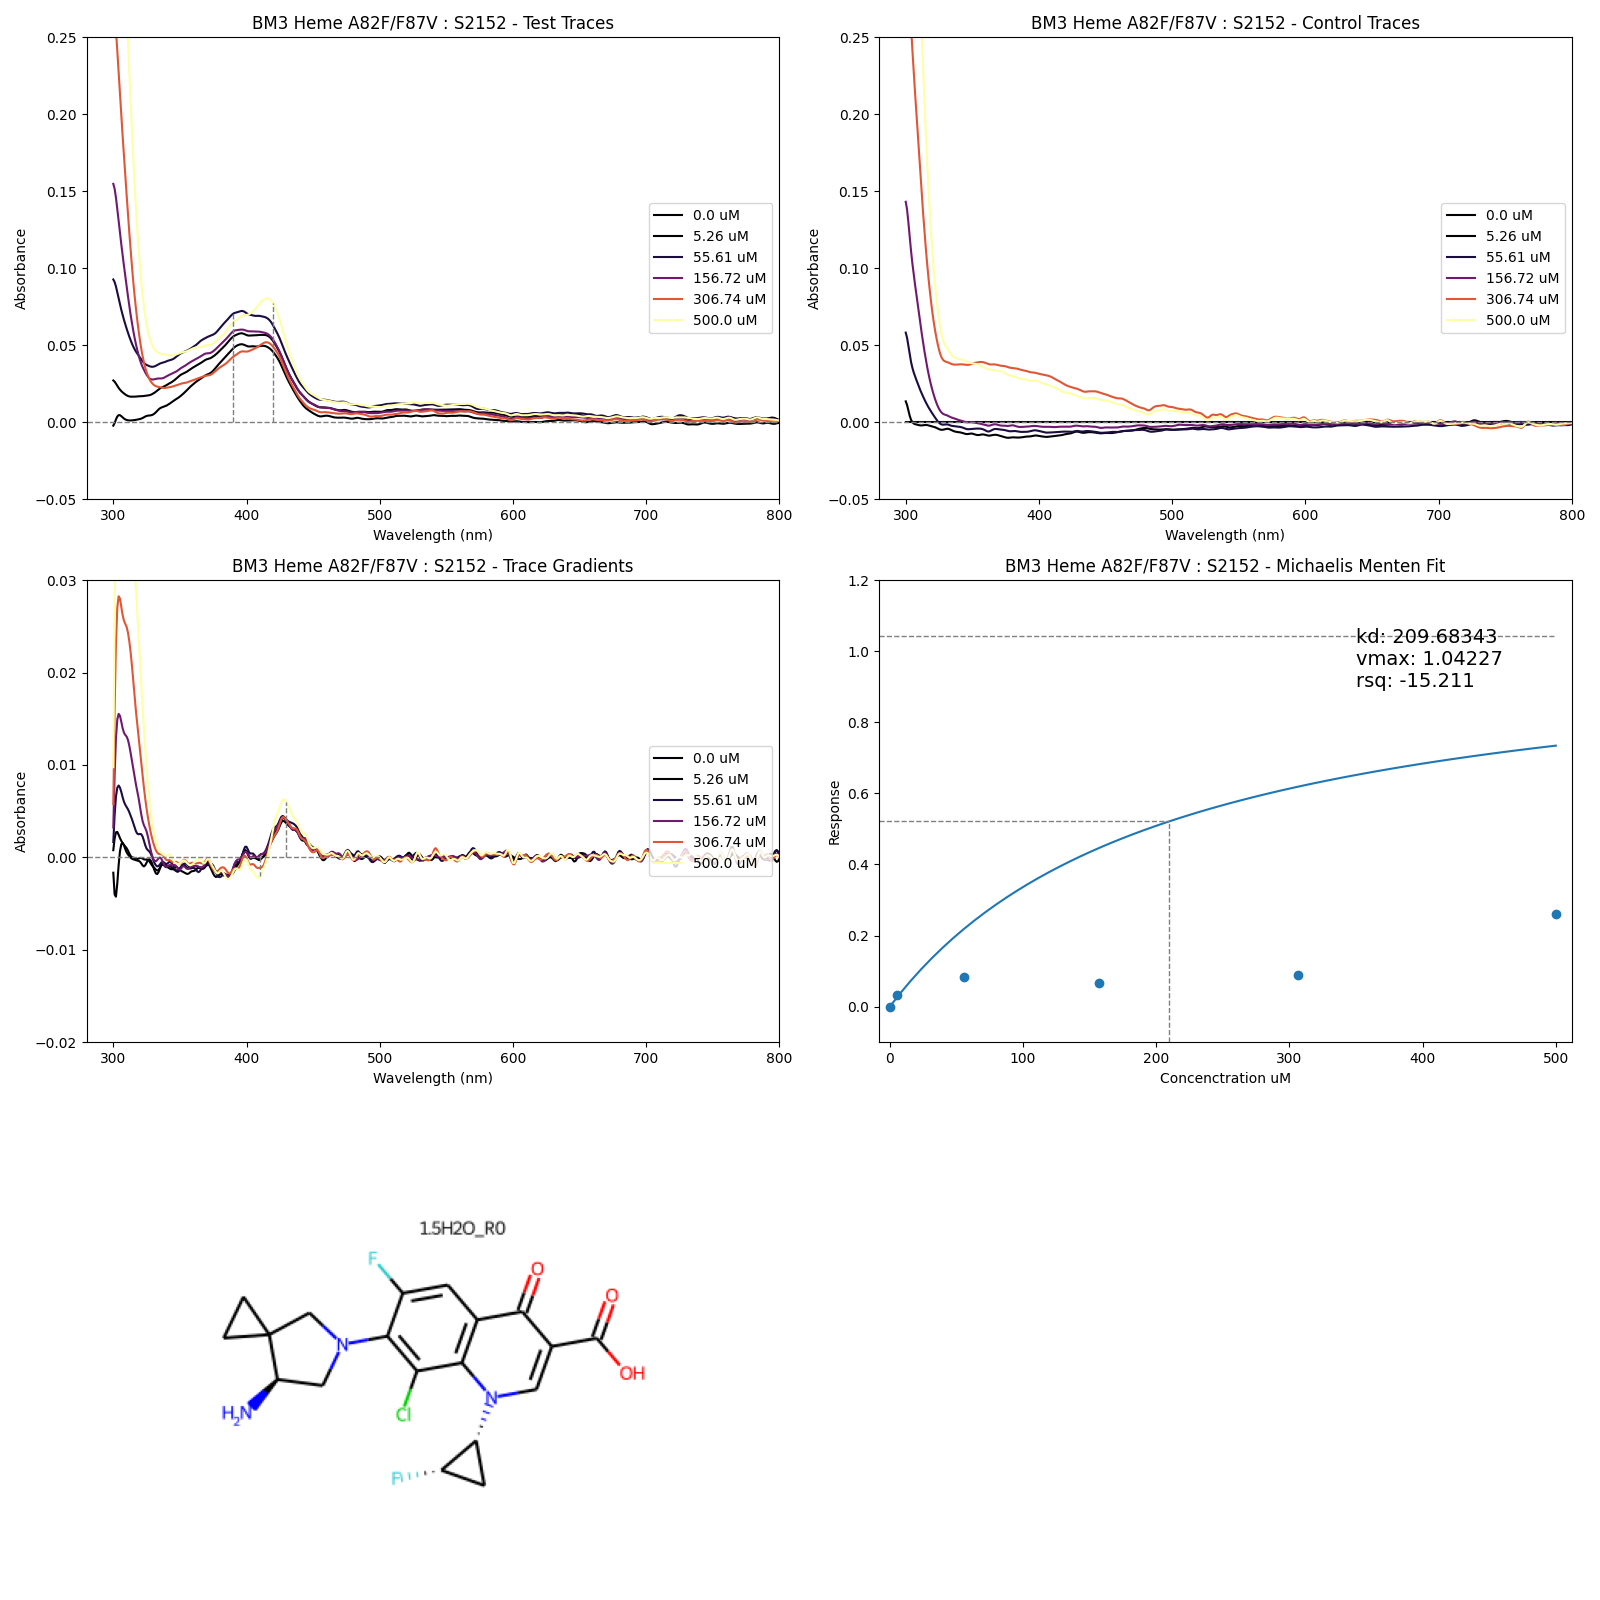 BM3 Heme A82F/F87V : S2152 - Test Traces
0.25
0.20
0.15
0.10
0.05
0.00
−0.05
Absorbance
300 400 500 600 700 800
Wavelength (nm)
0.0 uM
5.26 uM
55.61 uM
156.72 uM
306.74 uM
500.0 uM
BM3 Heme A82F/F87V : S2152 - Control Traces
0.25
0.20
0.15
0.10
0.05
0.00
−0.05
Absorbance
300 400 500 600 700 800
Wavelength (nm)
0.0 uM
5.26 uM
55.61 uM
156.72 uM
306.74 uM
500.0 uM
BM3 Heme A82F/F87V : S2152 - Trace Gradients
0.03
0.02
0.01
0.00
−0.01
−0.02
Absorbance
300 400 500 600 700 800
Wavelength (nm)
0.0 uM
5.26 uM
55.61 uM
156.72 uM
306.74 uM
500.0 uM
BM3 Heme A82F/F87V : S2152 - Michaelis Menten Fit
1.2
1.0
0.8
0.6
0.4
0.2
0.0
Response
kd: 209.68343
vmax: 1.04227
rsq: -15.211
0 100 200 300 400 500
Concenctration uM
1.5H2O_R0
F
O
O
N
OH
H2N
Cl
N
F